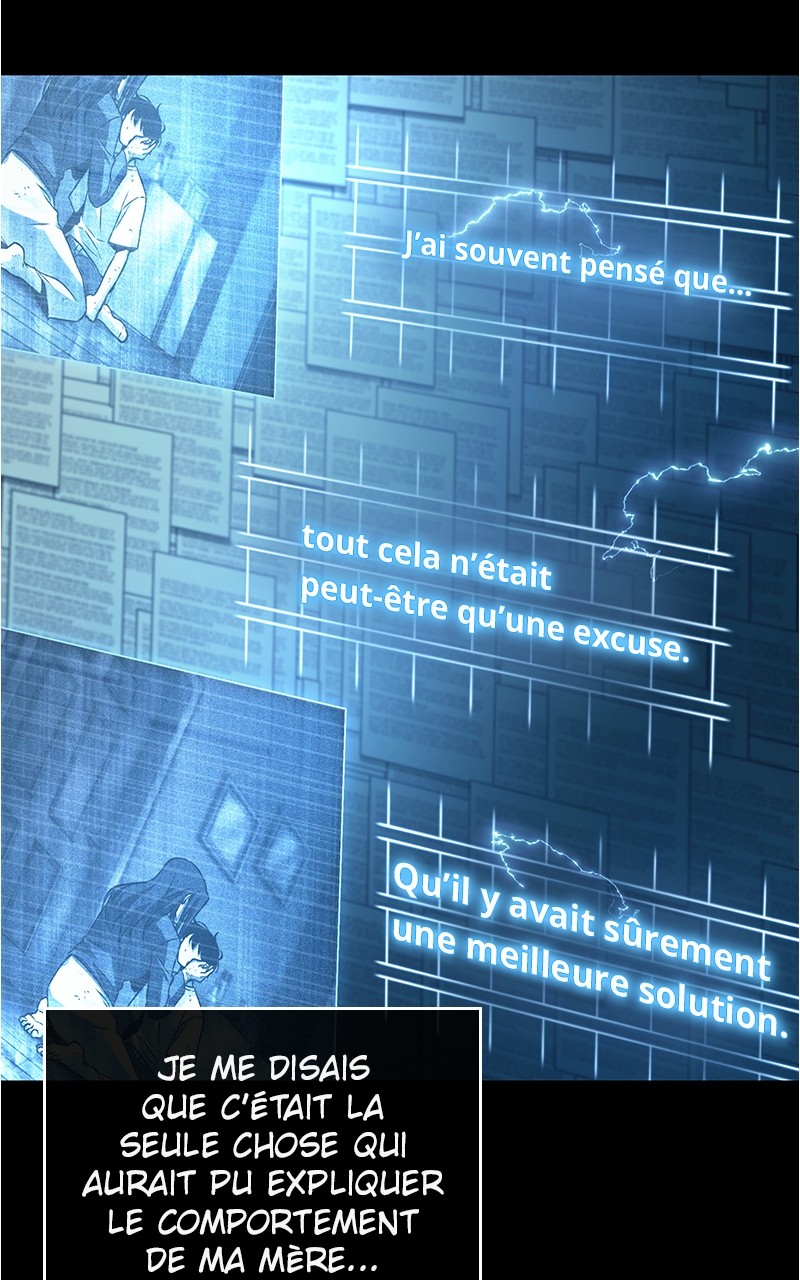 J'ai souvent pensé que...
tout cela n'était
peut-être qu'une excuse.
Qu'il y avait sûrement
une meilleure solution.
JE ME DISAIS
QUE C'ÉTAIT LA
SEULE CHOSE QUI
AURAIT PU EXPLIQUER
LE COMPORTEMENT
DE MA MÈRE...